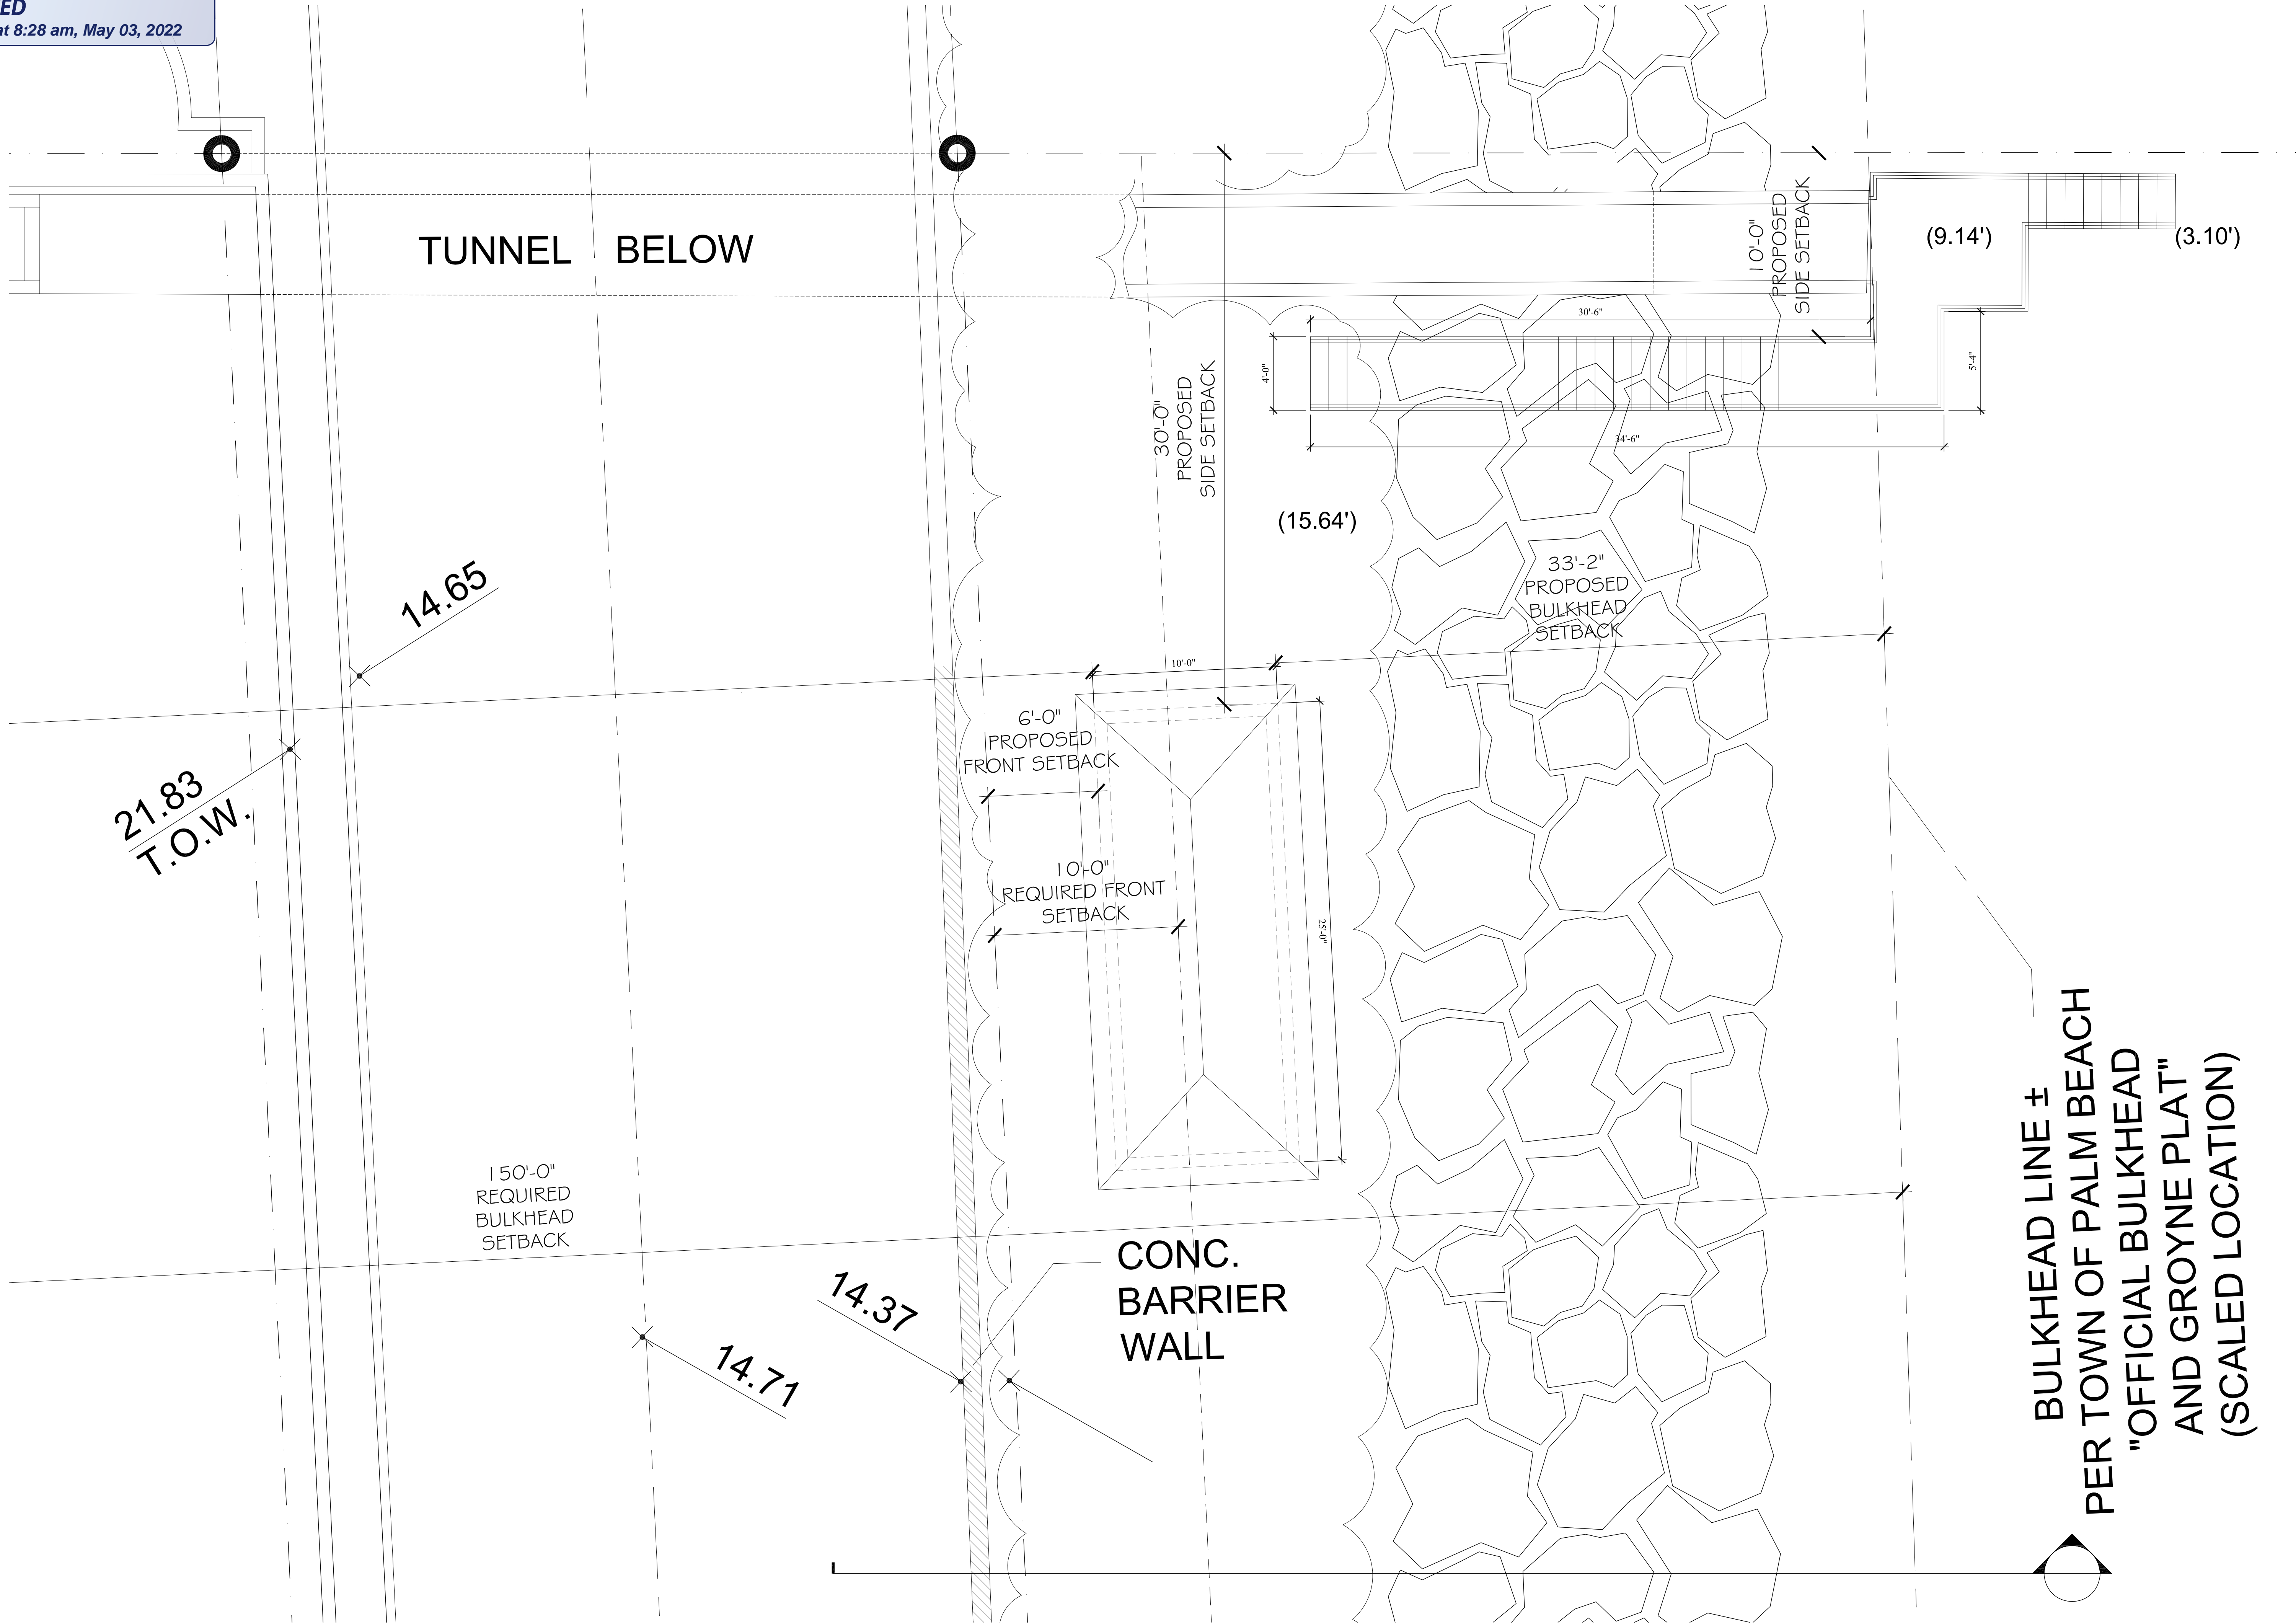 ED
at 8:28 am, May 03, 2022
TUNNEL BELOW
10'-0"
PROPOSED
SIDE SETBACK
(9.14')
(3.10')
30'-6"
4'-0"
5'-4"
34'-6"
30'-0"
PROPOSED
SIDE SETBACK
(15.64')
33'-2"
PROPOSED
BULKHEAD
SETBACK
14.65
10'-0"
6'-0"
PROPOSED
FRONT SETBACK
21.83
T.O.W.
10'-0"
REQUIRED FRONT
SETBACK
25'-0"
150'-0"
REQUIRED
BULKHEAD
SETBACK
CONC.
BARRIER
WALL
14.37
14.71
BULKHEAD LINE ±
PER TOWN OF PALM BEACH
"OFFICIAL BULKHEAD
AND GROYNE PLAT"
(SCALED LOCATION)